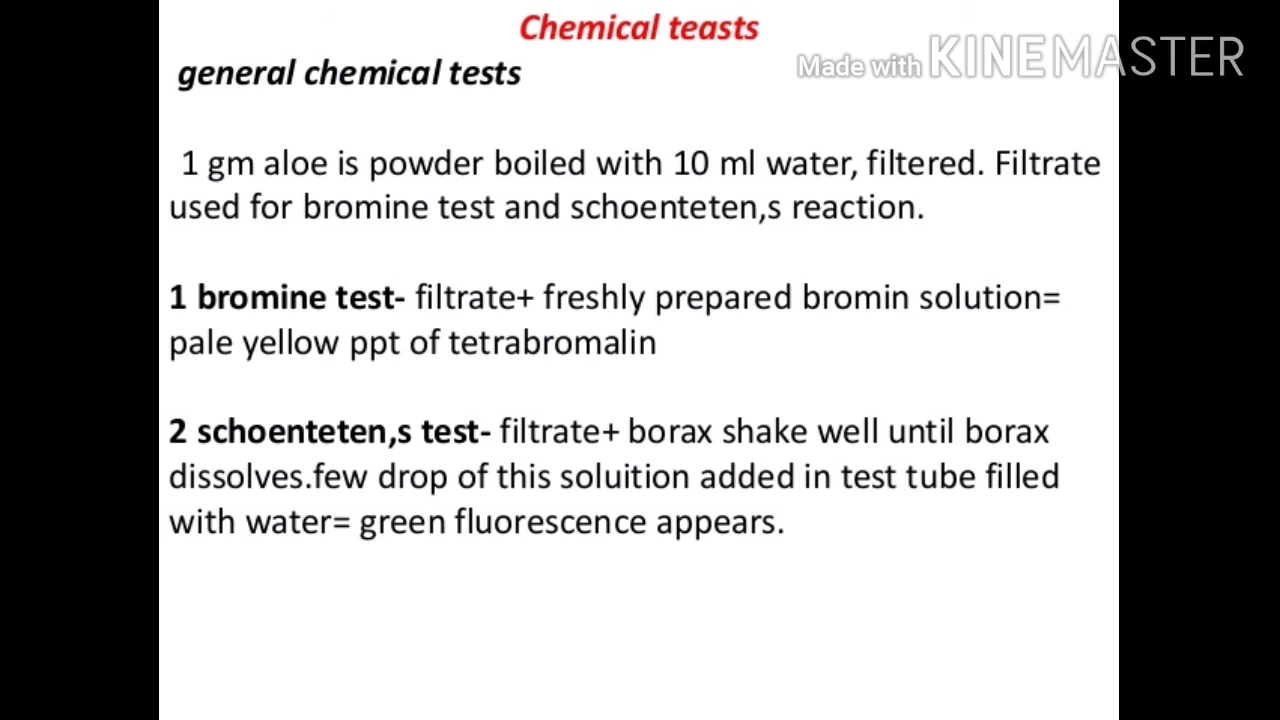 Chemical teasts
Made with KINEMASTER
general chemical tests
1 gm aloe is powder boiled with 10 ml water, filtered. Filtrate
used for bromine test and schoenteten,s reaction.
1 bromine test- filtrate+ freshly prepared bromin solution=
pale yellow ppt of tetrabromalin
2 schoenteten,s test- filtrate+ borax shake well until borax
dissolves.few drop of this soluition added in test tube filled
with water= green fluorescence appears.